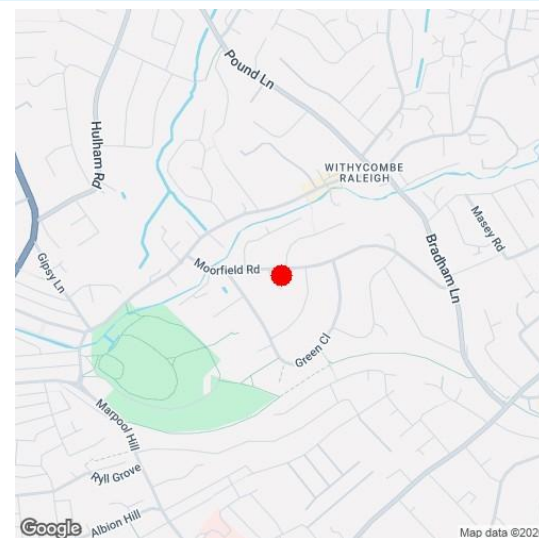 Pound Ln
Hulham Rd
WITHYCOMBE
RALEIGH
Masey Rd
Gipsy Ln
Moorfield Rd
Bradham Ln
Green Cl
Marpool Hill
Ryll Grove
Albion Hill
Google
Map data ©202